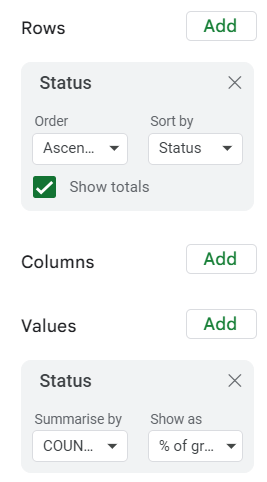 Rows Add
Status
Order Sort by
Ascen... Status
Show totals
Columns Add
Values Add
Status
Summarise by Show as
COUN... % of gr...